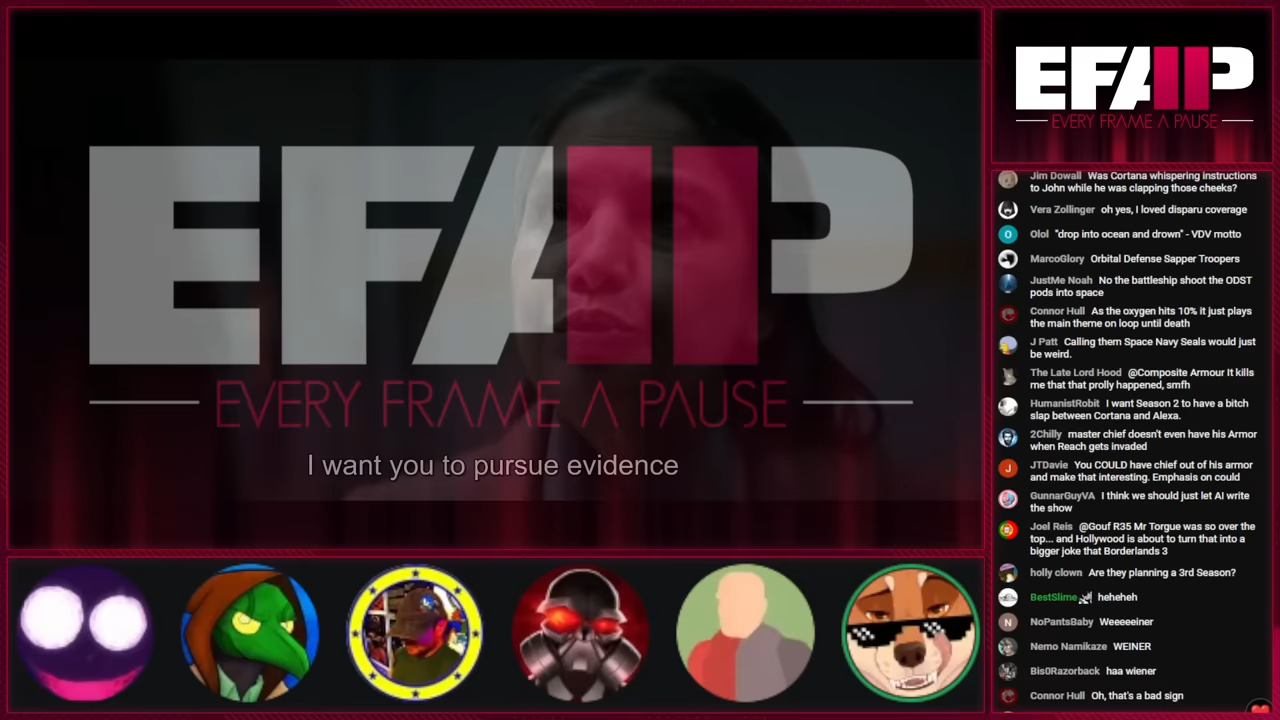 EFAP
EVERY FRAME A PAUSE
I want you to pursue evidence
EFAP
EVERY FRAME A PAUSE
Jim Dowall Was Cortana whispering instructions
to John while he was clapping those cheeks?
Vera Zollinger oh yes, I loved disparu coverage
O
Olol "drop into ocean and drown" - VDV motto
MarcoGlory Orbital Defense Sapper Troopers
JustMe Noah No the battleship shoot the ODST
pods into space
Connor Hull As the oxygen hits 10% it just plays
the main theme on loop until death
J Patt Calling them Space Navy Seals would just
be weird.
The Late Lord Hood @Composite Armour It kills
me that that prolly happened, smfh
HumanistRobit I want Season 2 to have a bitch
slap between Cortana and Alexa.
2Chilly master chief doesn't even have his Armor
when Reach gets invaded
J
JTDavie You COULD have chief out of his armor
and make that interesting. Emphasis on could
GunnarGuyVA I think we should just let AI write
the show
Joel Reis @Gouf R35 Mr Torgue was so over the
top... and Hollywood is about to turn that into a
bigger joke that Borderlands 3
holly clown Are they planning a 3rd Season?
BestSlime heheheh
N
NoPantsBaby Weeeeeiner
Nemo Namikaze WEINER
Bis0Razorback haa wiener
Connor Hull Oh, that's a bad sign